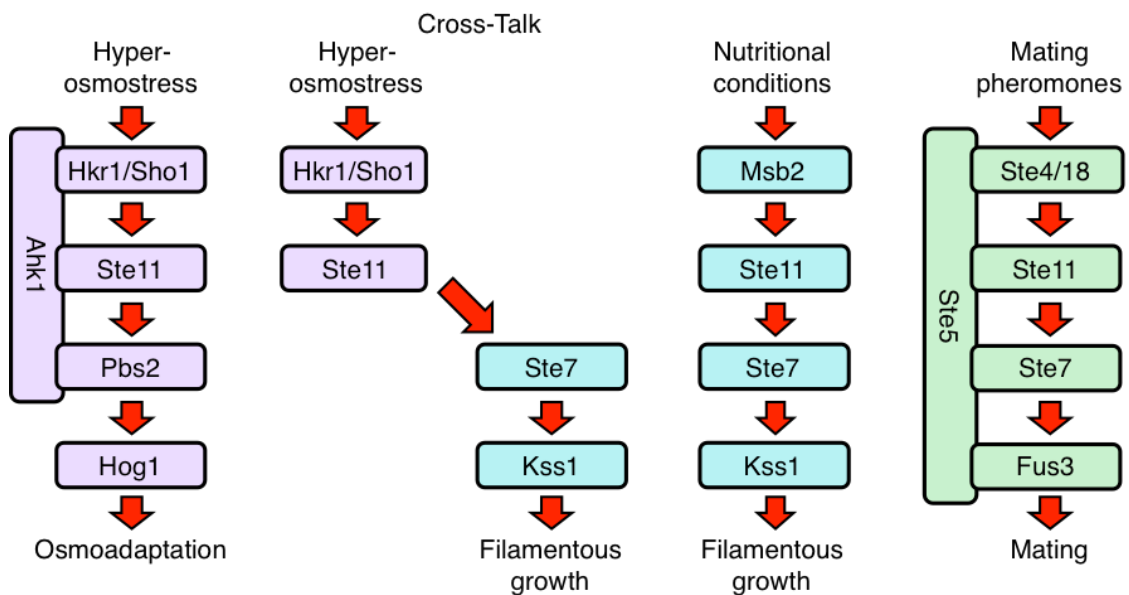 Cross-Talk
Hyper-
osmostress
Hkr1/Sho1
Ste11
Pbs2
Hog1
Osmoadaptation
Ahk1
Hyper-
osmostress
Hkr1/Sho1
Ste11
Ste7
Kss1
Filamentous
growth
Nutritional
conditions
Msb2
Ste11
Ste7
Kss1
Filamentous
growth
Mating
pheromones
Ste4/18
Ste11
Ste7
Fus3
Mating
Ste5